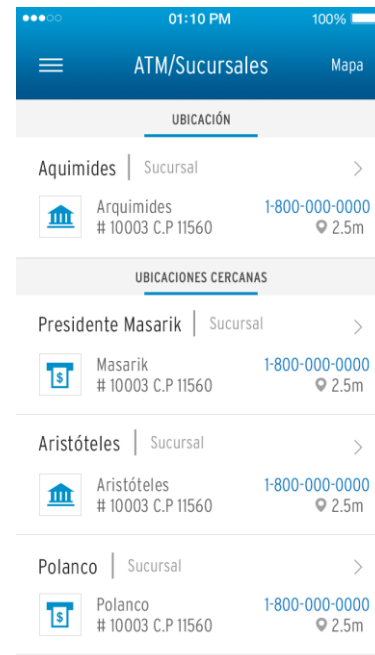 01:10 PM 100%
ATM/Sucursales Mapa
UBICACIÓN
Aquimides | Sucursal
Arquimides 1-800-000-0000
# 10003 C.P 11560 2.5m
UBICACIONES CERCANAS
Presidente Masarik | Sucursal
$ Masarik 1-800-000-0000
# 10003 C.P 11560 2.5m
Aristóteles | Sucursal
Aristóteles 1-800-000-0000
# 10003 C.P 11560 2.5m
Polanco | Sucursal
$ Polanco 1-800-000-0000
# 10003 C.P 11560 2.5m